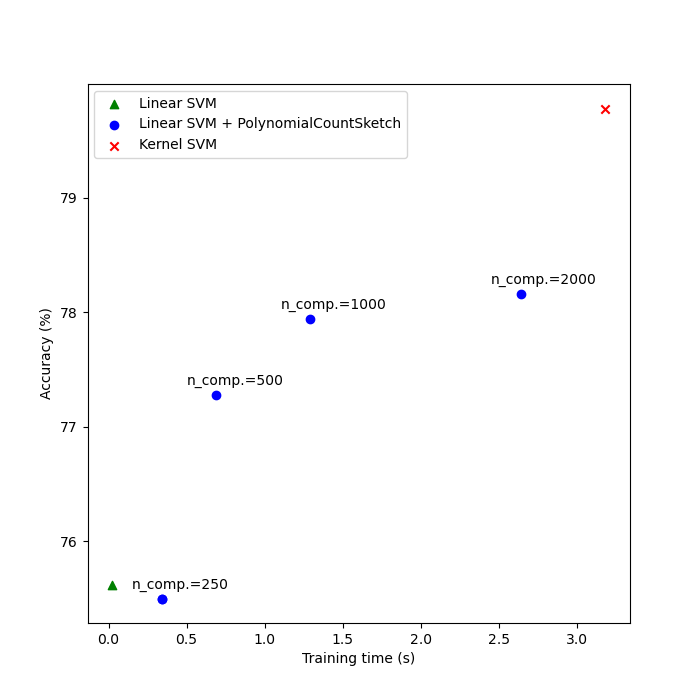 Linear SVM
Linear SVM + PolynomialCountSketch
Kernel SVM
79
n_comp.=2000
n_comp.=1000
78
Accuracy (%)
n_comp.=500
77
76
n_comp.=250
0.0 0.5 1.0 1.5 2.0 2.5 3.0
Training time (s)